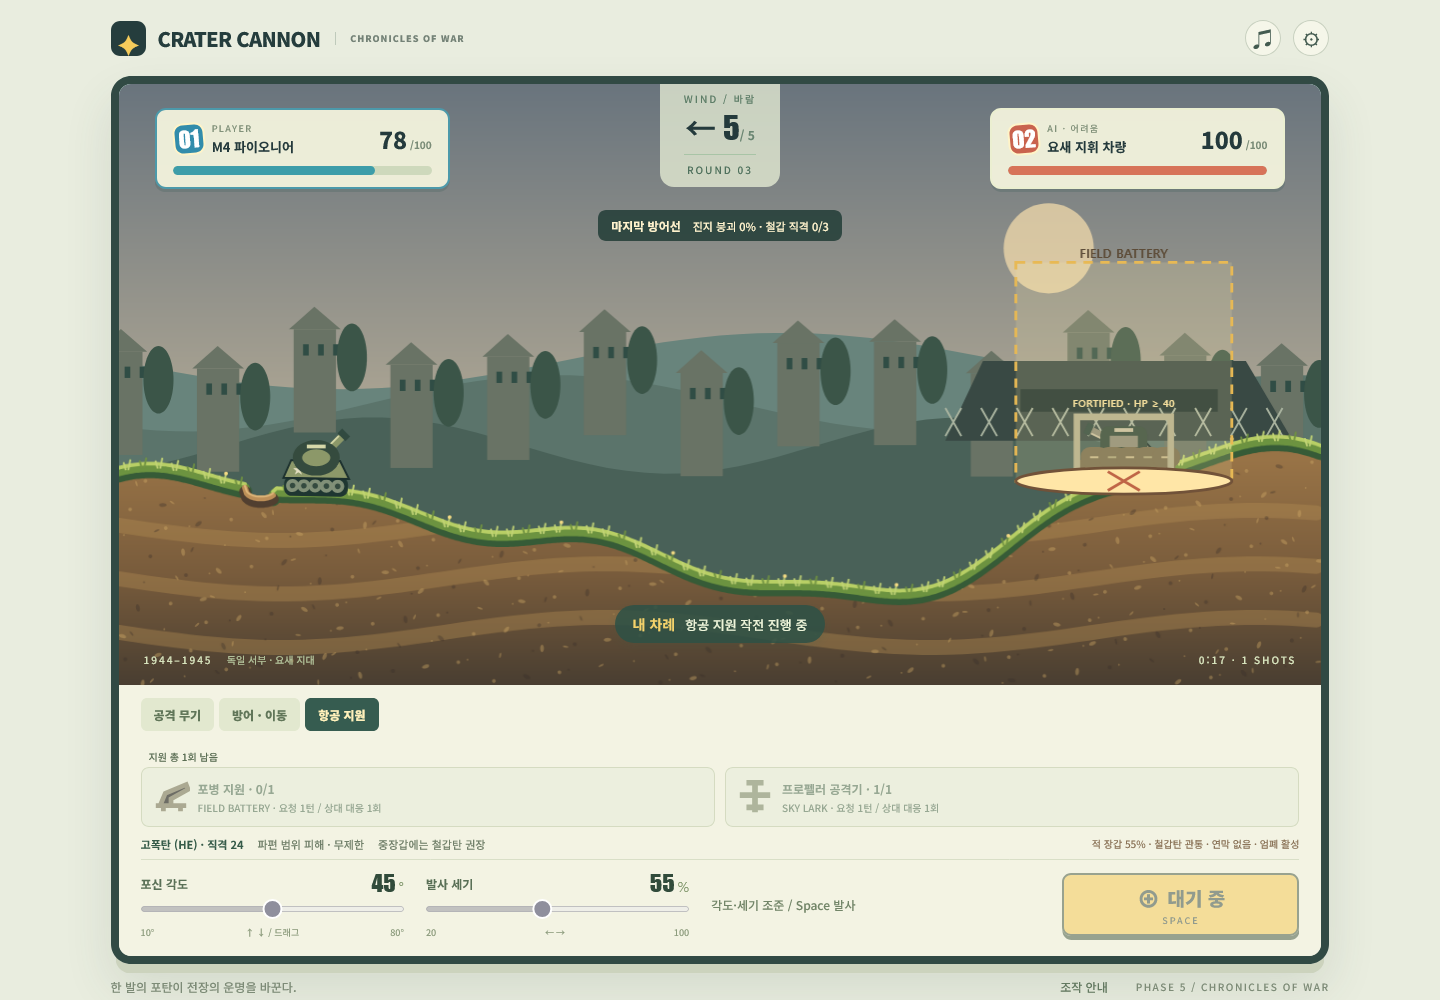 CRATER CANNON
CHRONICLES OF WAR
01
PLAYER
M4 파이오니어
78 /100
WIND / 바람
← 5 / 5
ROUND 03
02
AI · 어려움
요새 지휘 차량
100 /100
마지막 방어선 진지 붕괴 0% · 철갑 직격 0/3
FIELD BATTERY
FORTIFIED · HP ≥ 40
내 차례 항공 지원 작전 진행 중
1944–1945 독일 서부 · 요새 지대
0:17 · 1 SHOTS
공격 무기
방어 · 이동
항공 지원
지원 총 1회 남음
포병 지원 · 0/1
FIELD BATTERY · 요청 1턴 / 상대 대응 1회
프로펠러 공격기 · 1/1
SKY LARK · 요청 1턴 / 상대 대응 1회
고폭탄 (HE) · 직격 24 파편 범위 피해 · 무제한 중장갑에는 철갑탄 권장
적 장갑 55% · 철갑탄 관통 · 연막 없음 · 엄폐 활성
포신 각도 45 °
10° ↑ ↓ / 드래그 80°
발사 세기 55 %
20 ←→ 100
각도·세기 조준 / Space 발사
대기 중
SPACE
한 발의 포탄이 전장의 운명을 바꾼다.
조작 안내
PHASE 5 / CHRONICLES OF WAR